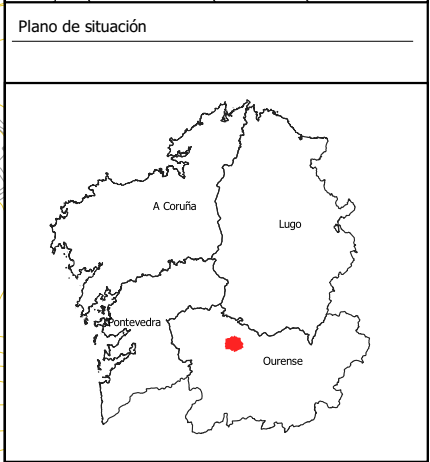 Plano de situación
A Coruña
Lugo
Pontevedra
Ourense